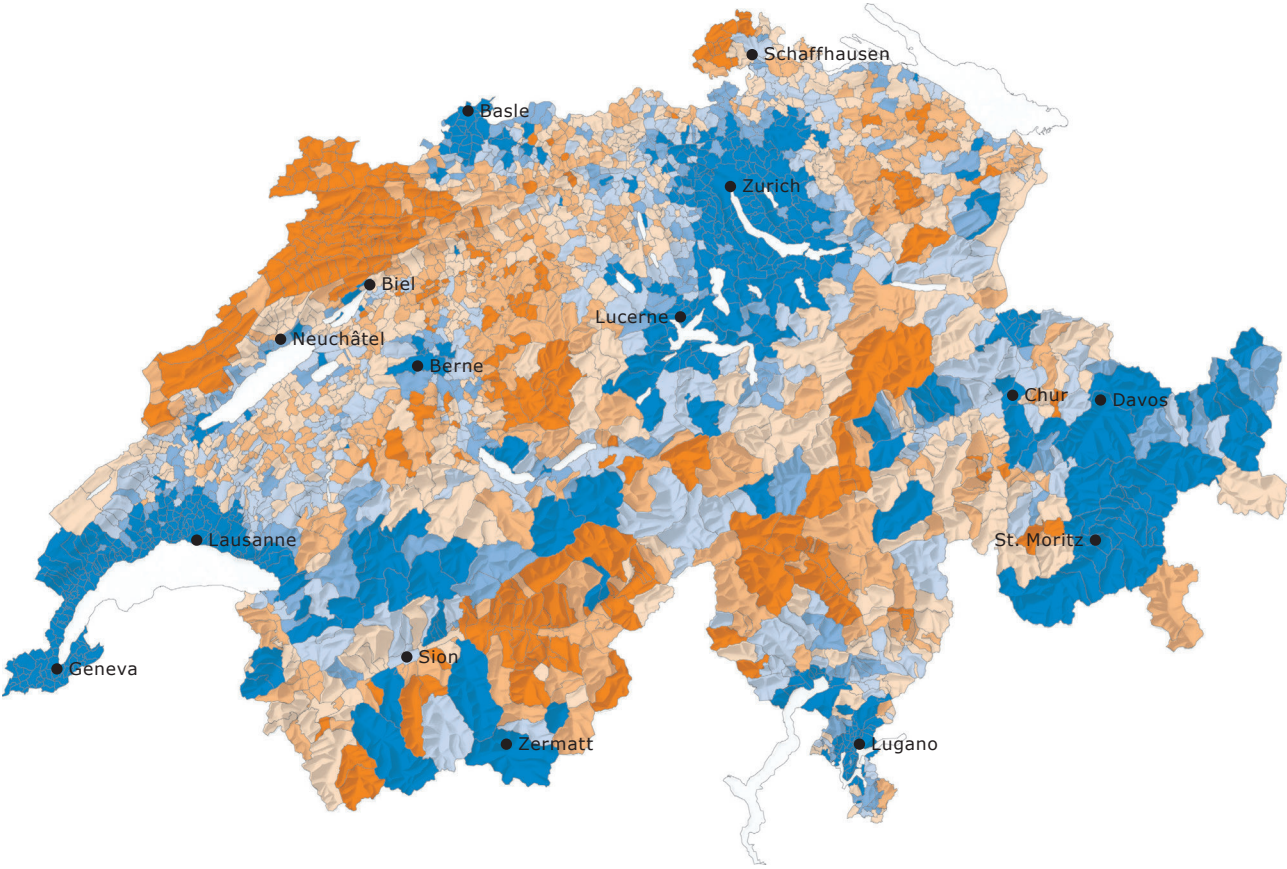 Schaffhausen
Basle
Zurich
Biel
Lucerne
Neuchâtel
Berne
Chur
Davos
Lausanne
St. Moritz
Sion
Geneva
Zermatt
Lugano